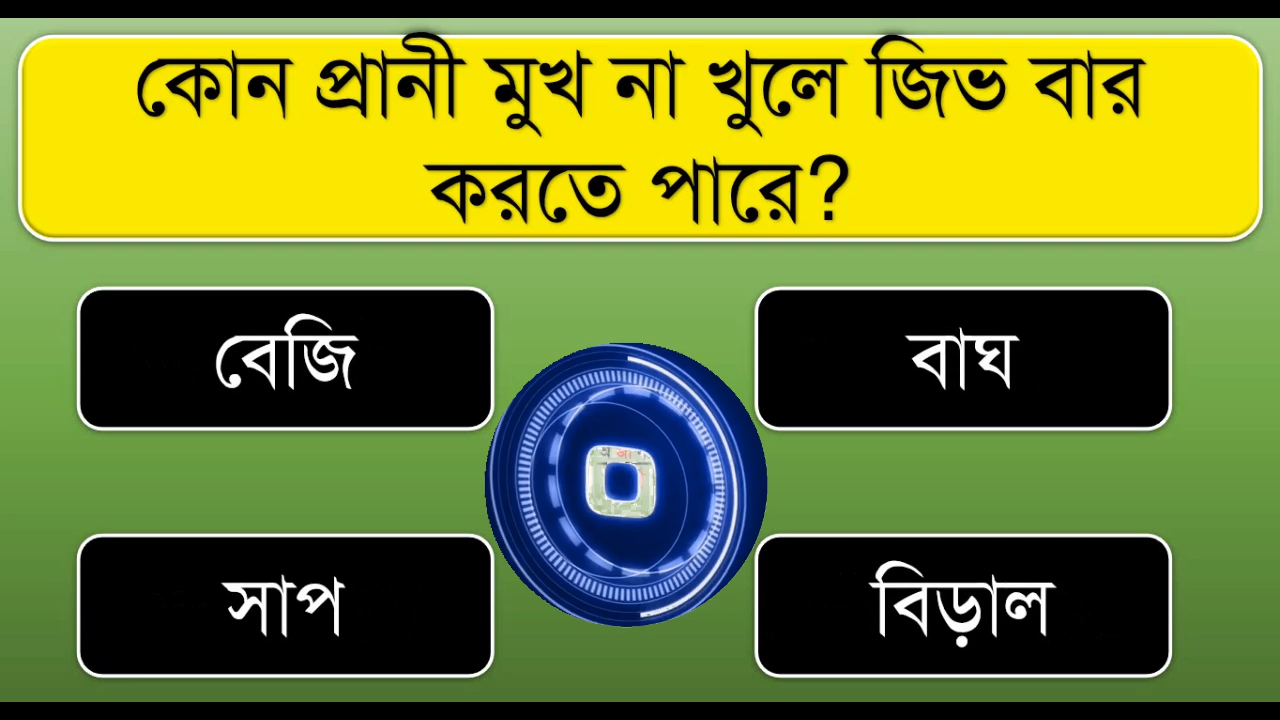 কোন প্রানী মুখ না খুলে জিভ বার
করতে পারে?
বেজি
বাঘ
সাপ
বিড়াল